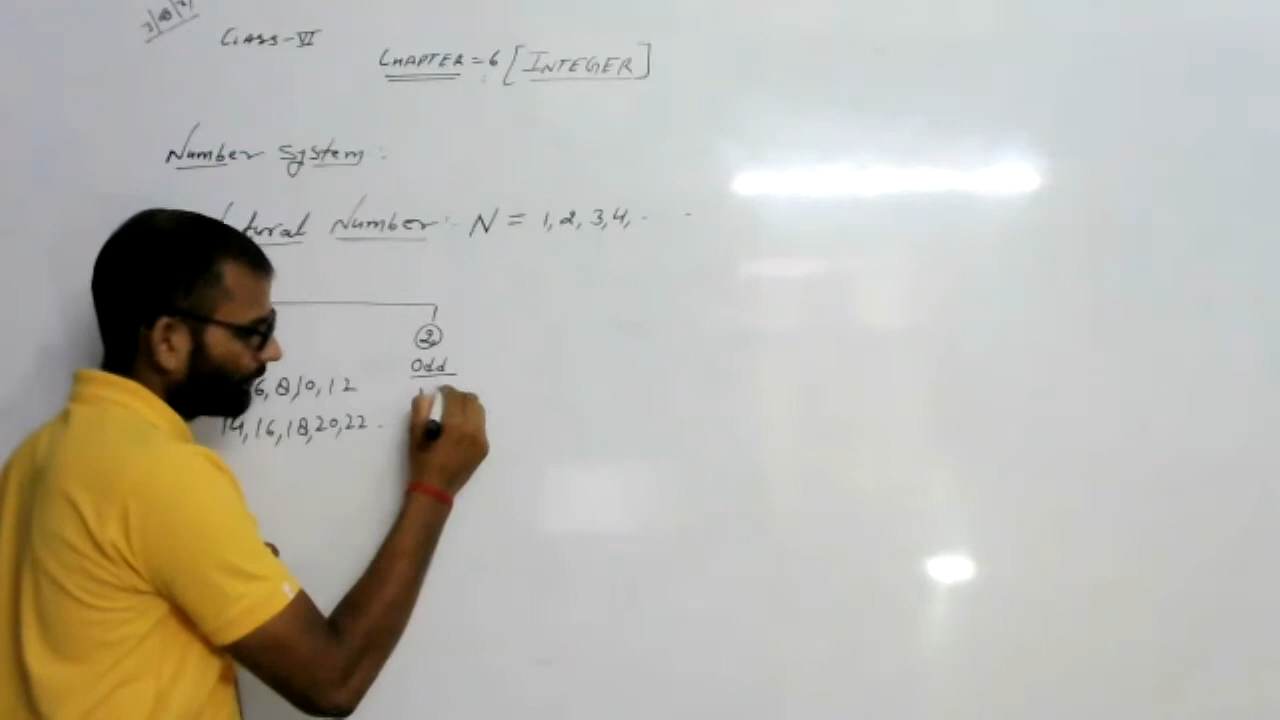 CLASS-VI
CHAPTER = 6 [INTEGER]
Number System:
tural Number: N = 1, 2, 3, 4, . .
2
Odd
6, 8, 10, 12
14, 16, 18, 20, 22 .